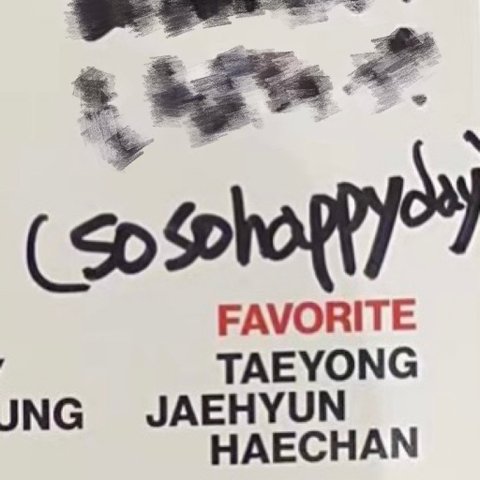 (sosohappyday)
FAVORITE
TAEYONG
UNG JAEHYUN
HAECHAN